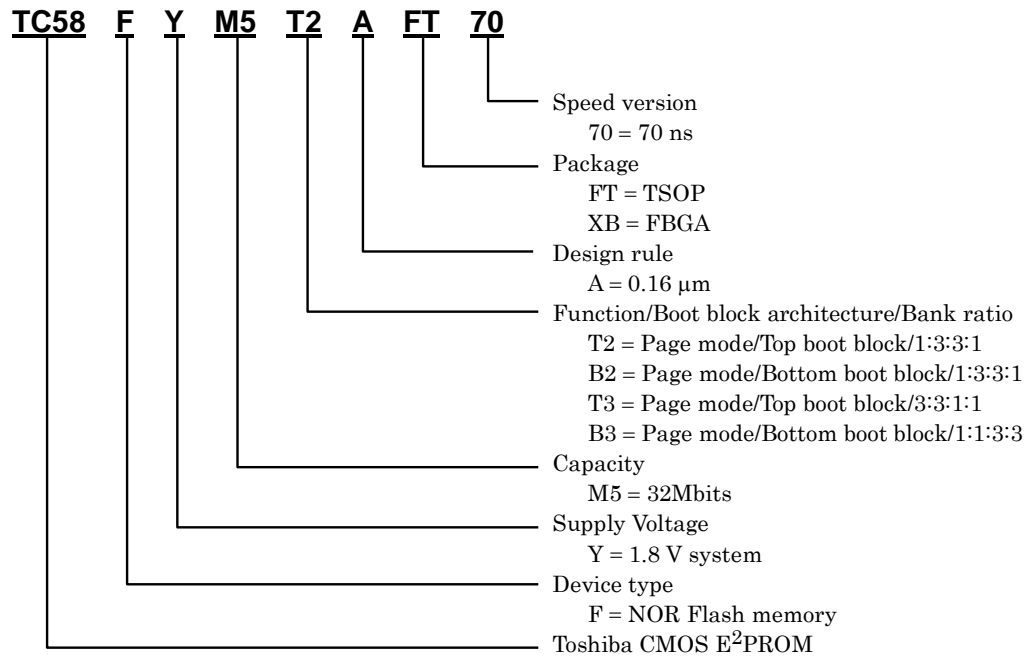 TC58 F Y M5 T2 A FT 70
Speed version
70 = 70 ns
Package
FT = TSOP
XB = FBGA
Design rule
A = 0.16 μm
Function/Boot block architecture/Bank ratio
T2 = Page mode/Top boot block/1:3:3:1
B2 = Page mode/Bottom boot block/1:3:3:1
T3 = Page mode/Top boot block/3:3:1:1
B3 = Page mode/Bottom boot block/1:1:3:3
Capacity
M5 = 32Mbits
Supply Voltage
Y = 1.8 V system
Device type
F = NOR Flash memory
Toshiba CMOS E²PROM